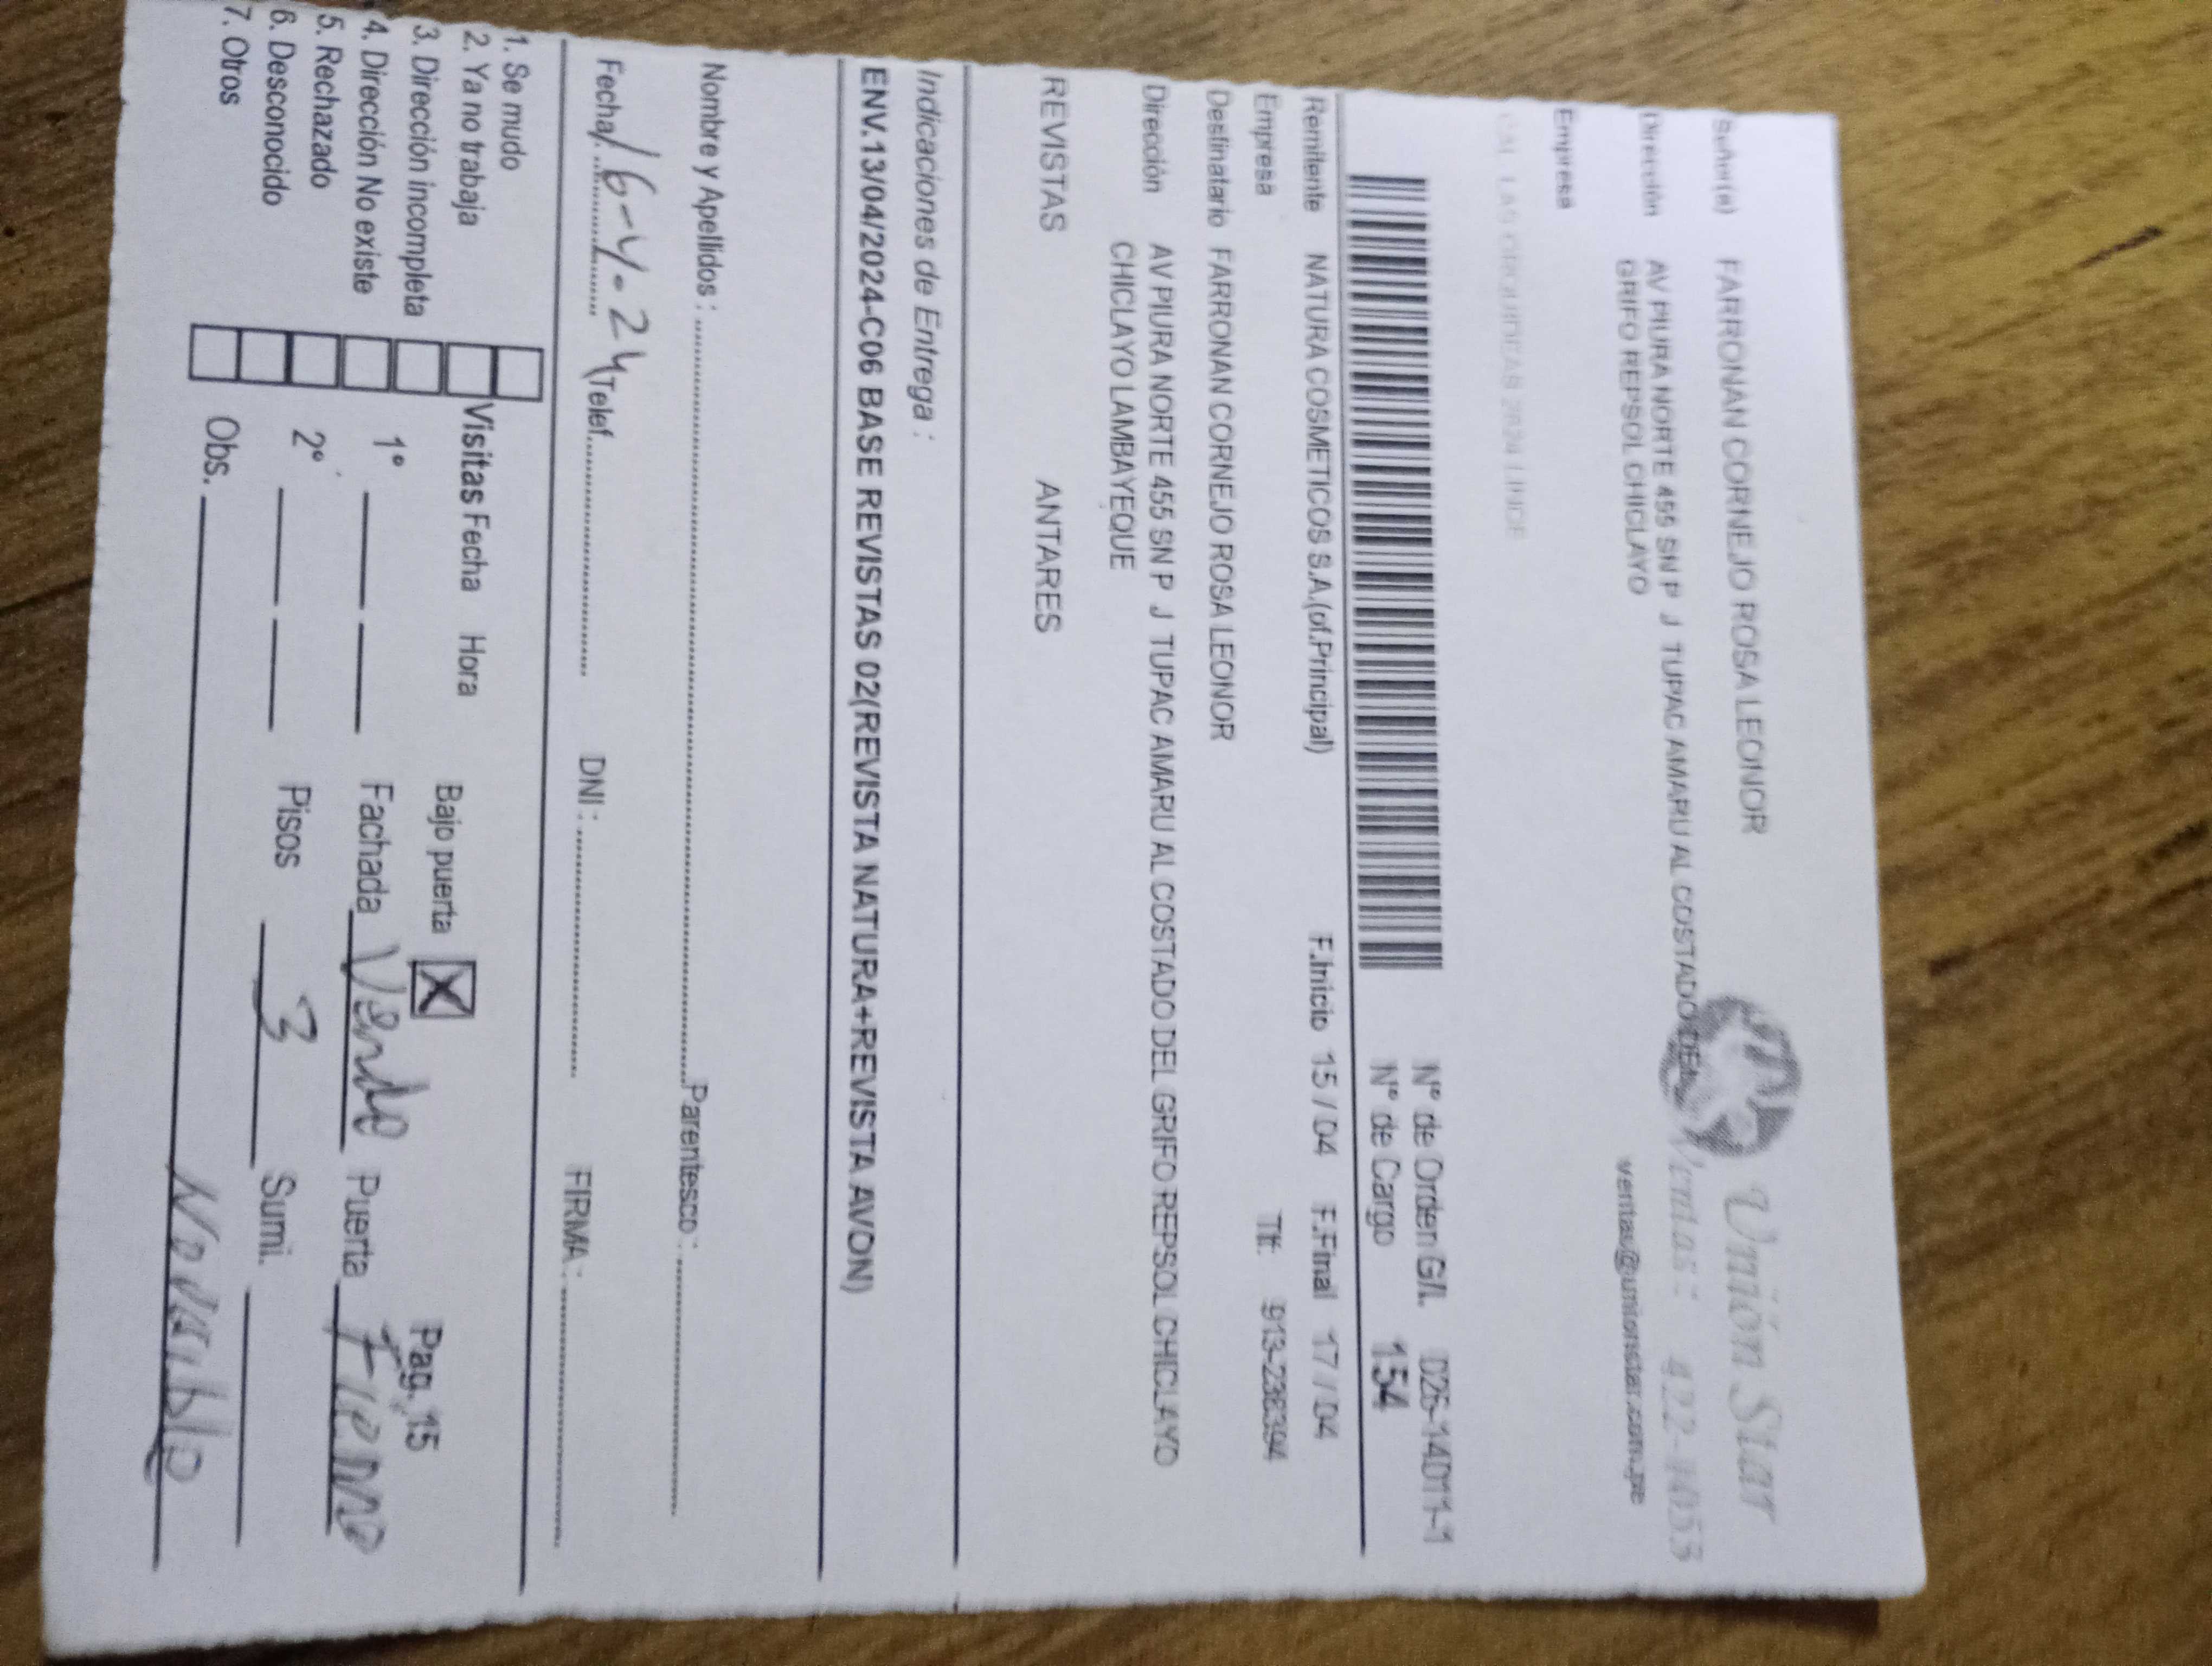 Unión Star
Señor(a) FARRONAN CORNEJO ROSA LEONOR
Ventas: 422-1053
Dirección AV PIURA NORTE 455 SN P J TUPAC AMARU AL COSTADO DEL
GRIFO REPSOL CHICLAYO
ventas@unionstar.com.pe
Empresa
N° de Orden G/L 026-14011-1
N° de Cargo 154
Remitente NATURA COSMETICOS S.A.(of.Principal) F.Inicio 15 / 04 F.Final 17 / 04
Empresa Tlf. 913-238394
Destinatario FARRONAN CORNEJO ROSA LEONOR
Dirección AV PIURA NORTE 455 SN P J TUPAC AMARU AL COSTADO DEL GRIFO REPSOL CHICLAYO
CHICLAYO LAMBAYEQUE
REVISTAS ANTARES
Indicaciones de Entrega :
ENV.13/04/2024-C06 BASE REVISTAS 02(REVISTA NATURA+REVISTA AVON)
Nombre y Apellidos : Parentesco :
Fecha 16-4-24 Telef. DNI : FIRMA :
1. Se mudo
2. Ya no trabaja Visitas Fecha Hora Bajo puerta X Pag. 15
3. Dirección incompleta
4. Dirección No existe 1° Fachada Verde Puerta Fierro
5. Rechazado 2° Pisos 3 Sumi.
6. Desconocido
7. Otros Obs. No visible